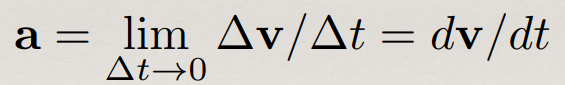 a = lim Δv/Δt = dv/dt
Δt→0